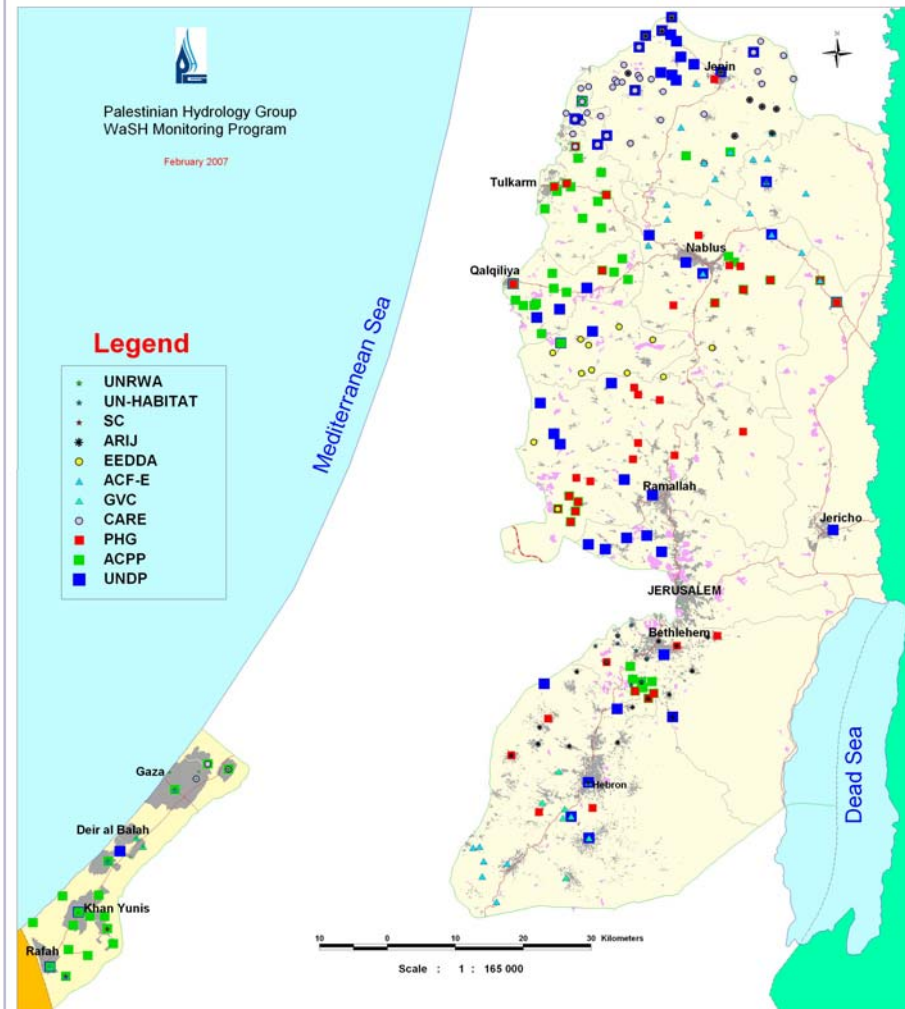 Palestinian Hydrology Group
WaSH Monitoring Program
February 2007
Jenin
Tulkarm
Nablus
Qalqiliya
Mediterranean Sea
Legend
UNRWA
UN-HABITAT
SC
ARIJ
EEDDA
ACF-E
GVC
CARE
PHG
ACPP
UNDP
Ramallah
Jericho
JERUSALEM
Bethlehem
Gaza
Hebron
Dead Sea
Deir al Balah
Khan Yunis
Rafah
10 0 10 20 30 Kilometers
Scale : 1 : 165 000